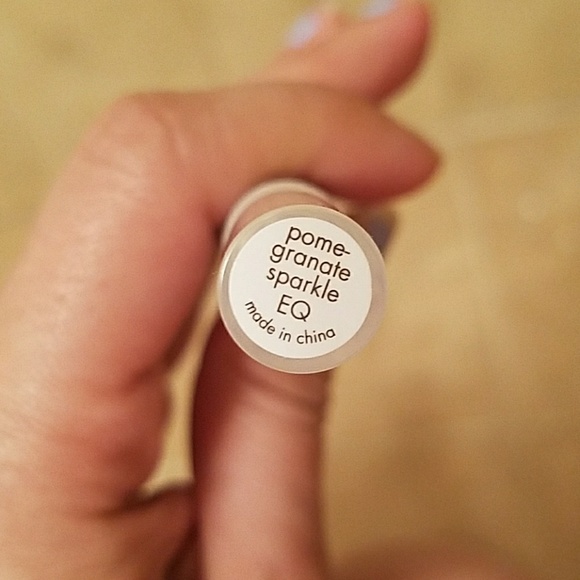 pome-
granate
sparkle
EQ
made in china